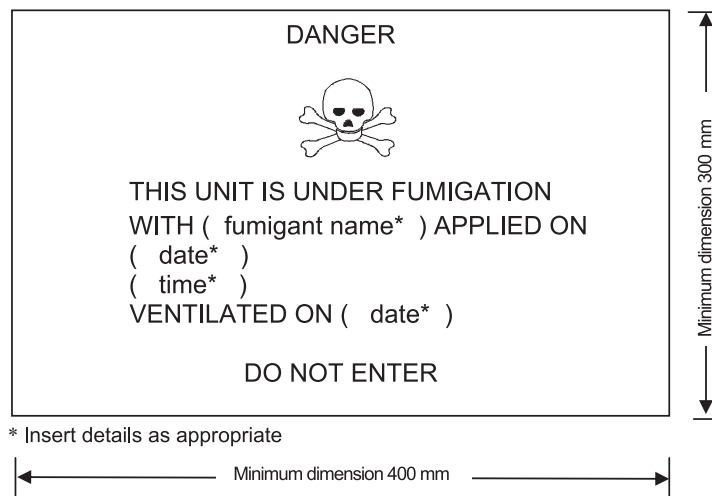 DANGER
THIS UNIT IS UNDER FUMIGATION
WITH ( fumigant name* ) APPLIED ON
( date* )
( time* )
VENTILATED ON ( date* )
DO NOT ENTER
* Insert details as appropriate
Minimum dimension 400 mm
Minimum dimension 300 mm